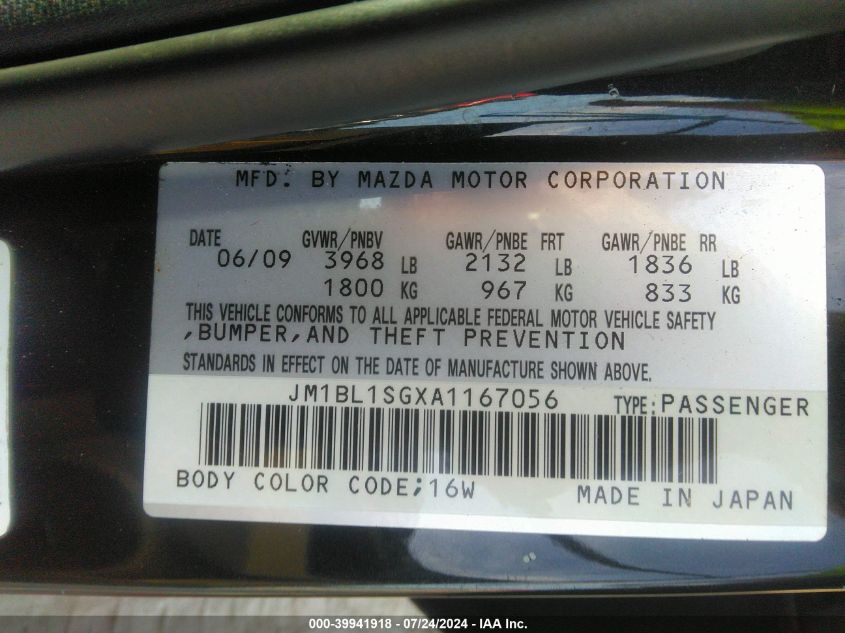 MFD. BY MAZDA MOTOR CORPORATION
DATE GVWR/PNBV GAWR/PNBE FRT GAWR/PNBE RR
06/09 3968 LB 2132 LB 1836 LB
1800 KG 967 KG 833 KG
THIS VEHICLE CONFORMS TO ALL APPLICABLE FEDERAL MOTOR VEHICLE SAFETY
,BUMPER,AND THEFT PREVENTION
STANDARDS IN EFFECT ON THE DATE OF MANUFACTURE SHOWN ABOVE.
JM1BL1SGXA1167056 TYPE:PASSENGER
BODY COLOR CODE;16W MADE IN JAPAN
000-39941918 - 07/24/2024 - IAA Inc.